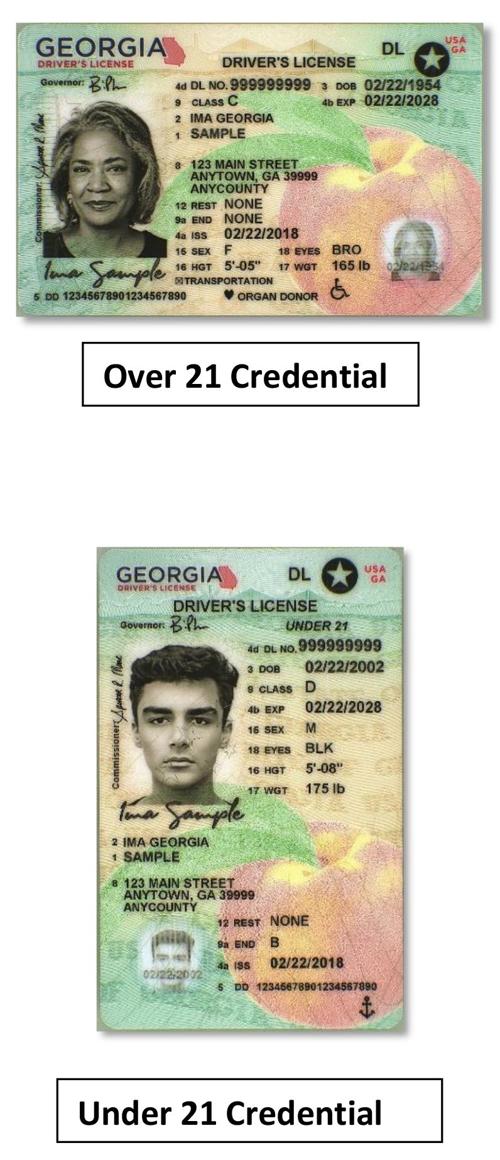 GEORGIA DL USA
DRIVER'S LICENSE GA
DRIVER'S LICENSE
Governor:
4d DL NO. 999999999 3 DOB 02/22/1954
9 CLASS C 4b EXP 02/22/2028
2 IMA GEORGIA
1 SAMPLE
8 123 MAIN STREET
ANYTOWN, GA 39999
ANYCOUNTY
12 REST NONE
9a END NONE
4a ISS 02/22/2018
15 SEX F 18 EYES BRO
16 HGT 5'-05" 17 WGT 165 lb
☒TRANSPORTATION
♥ ORGAN DONOR
Commissioner:
Ima Sample
5 DD 12345678901234567890
02/22/1954
Over 21 Credential
GEORGIA DL USA
DRIVER'S LICENSE GA
DRIVER'S LICENSE
Governor: UNDER 21
4d DL NO. 999999999
3 DOB 02/22/2002
9 CLASS D
4b EXP 02/22/2028
15 SEX M
18 EYES BLK
16 HGT 5'-08"
17 WGT 175 lb
Commissioner:
Ima Sample
2 IMA GEORGIA
1 SAMPLE
8 123 MAIN STREET
ANYTOWN, GA 39999
ANYCOUNTY
12 REST NONE
9a END B
4a ISS 02/22/2018
02/22/2002
5 DD 12345678901234567890
Under 21 Credential